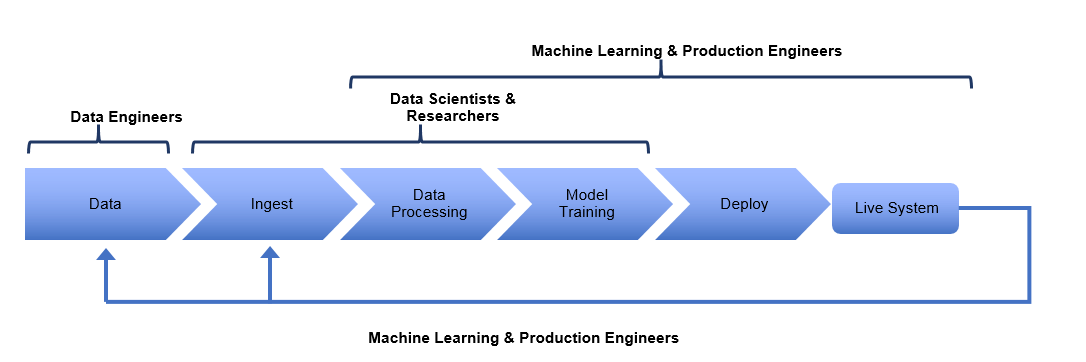 Machine Learning & Production Engineers
Data Scientists &
Researchers
Data Engineers
Data
Ingest
Data
Processing
Model
Training
Deploy
Live System
Machine Learning & Production Engineers